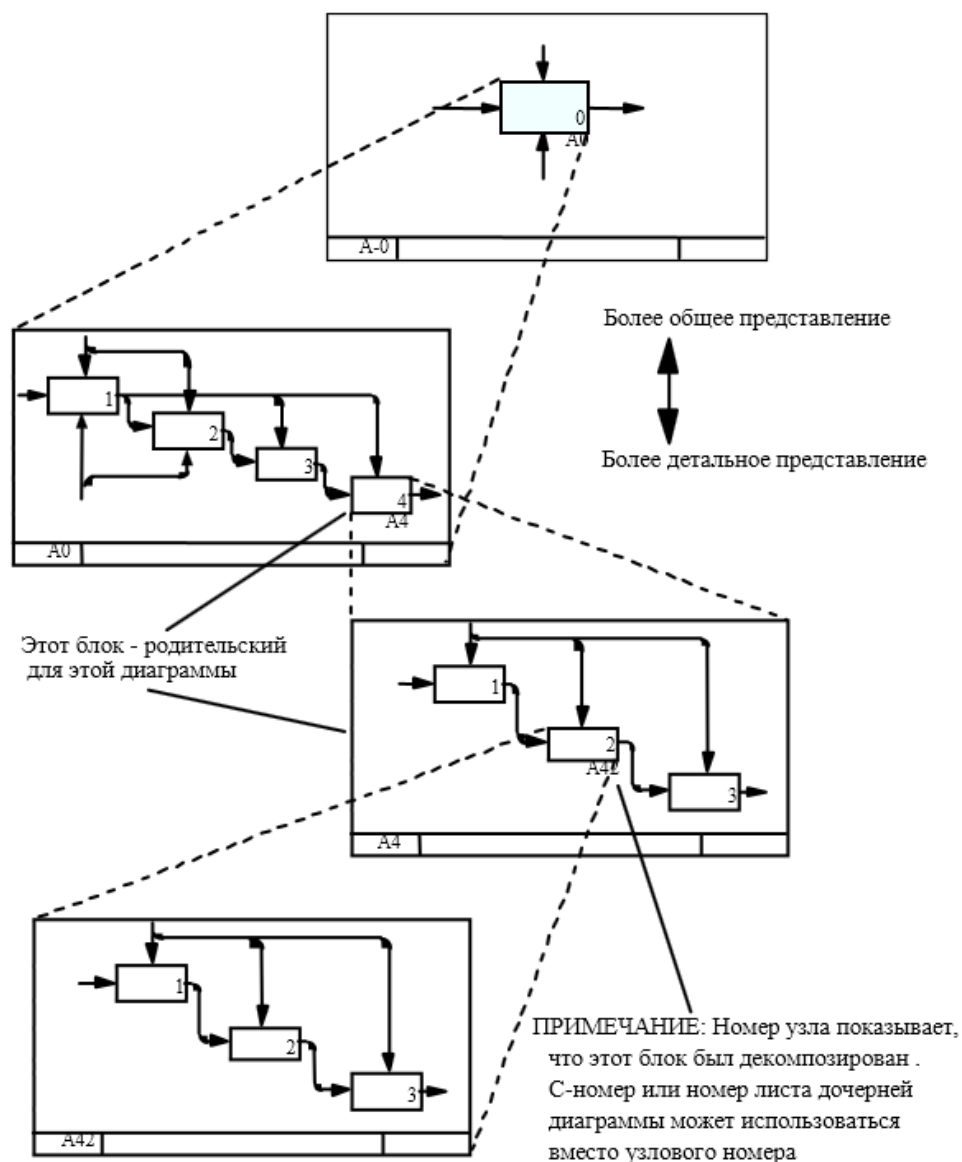 0
A0
A-0
Более общее представление
Более детальное представление
1
2
3
4
A4
A0
Этот блок - родительский
для этой диаграммы
1
2
A42
3
A4
1
2
3
A42
ПРИМЕЧАНИЕ: Номер узла показывает,
что этот блок был декомпозирован .
С-номер или номер листа дочерней
диаграммы может использоваться
вместо узлового номера